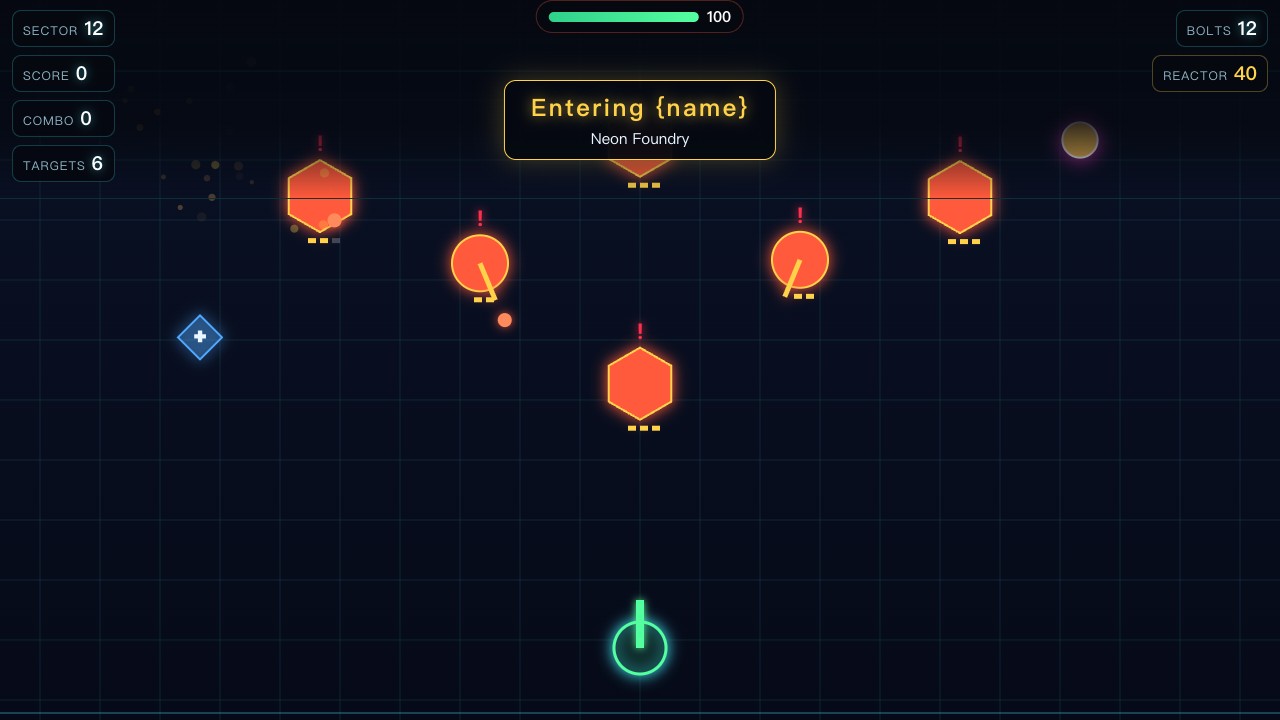 SECTOR 12
SCORE 0
COMBO 0
TARGETS 6
100
BOLTS 12
REACTOR 40
Entering {name}
Neon Foundry
!
!
!
!
!